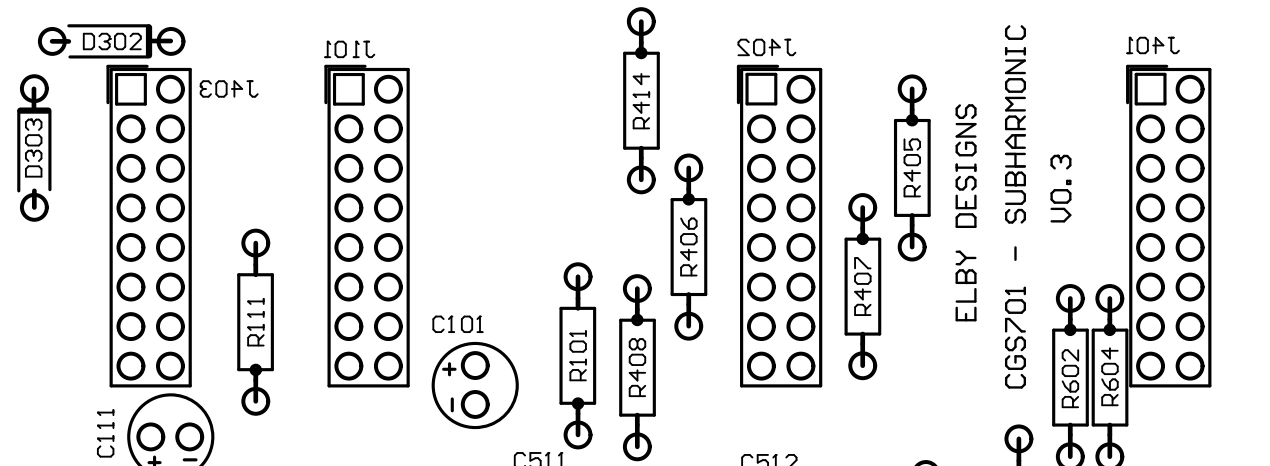 D302
J101
J402
J401
J403
D303
R414
R405
R406
R407
ELBY DESIGNS
CGS701 - SUBHARMONIC
V0.3
R111
C101
R101
R408
R602
R604
C111
C511
C512